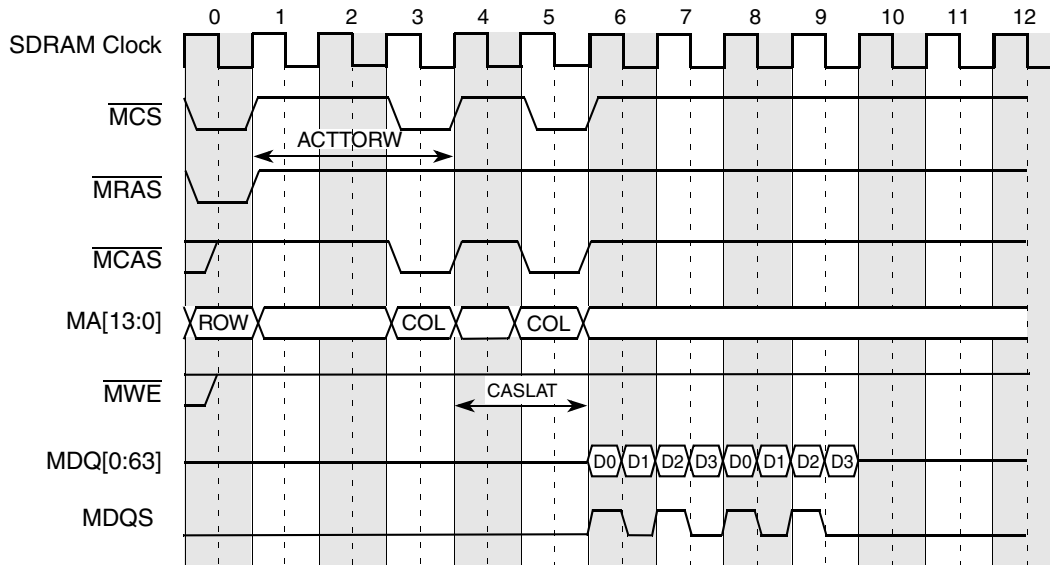 0 1 2 3 4 5 6 7 8 9 10 11 12
SDRAM Clock
MCS
ACTTORW
MRAS
MCAS
MA[13:0] ROW COL COL
MWE
CASLAT
MDQ[0:63] D0 D1 D2 D3 D0 D1 D2 D3
MDQS